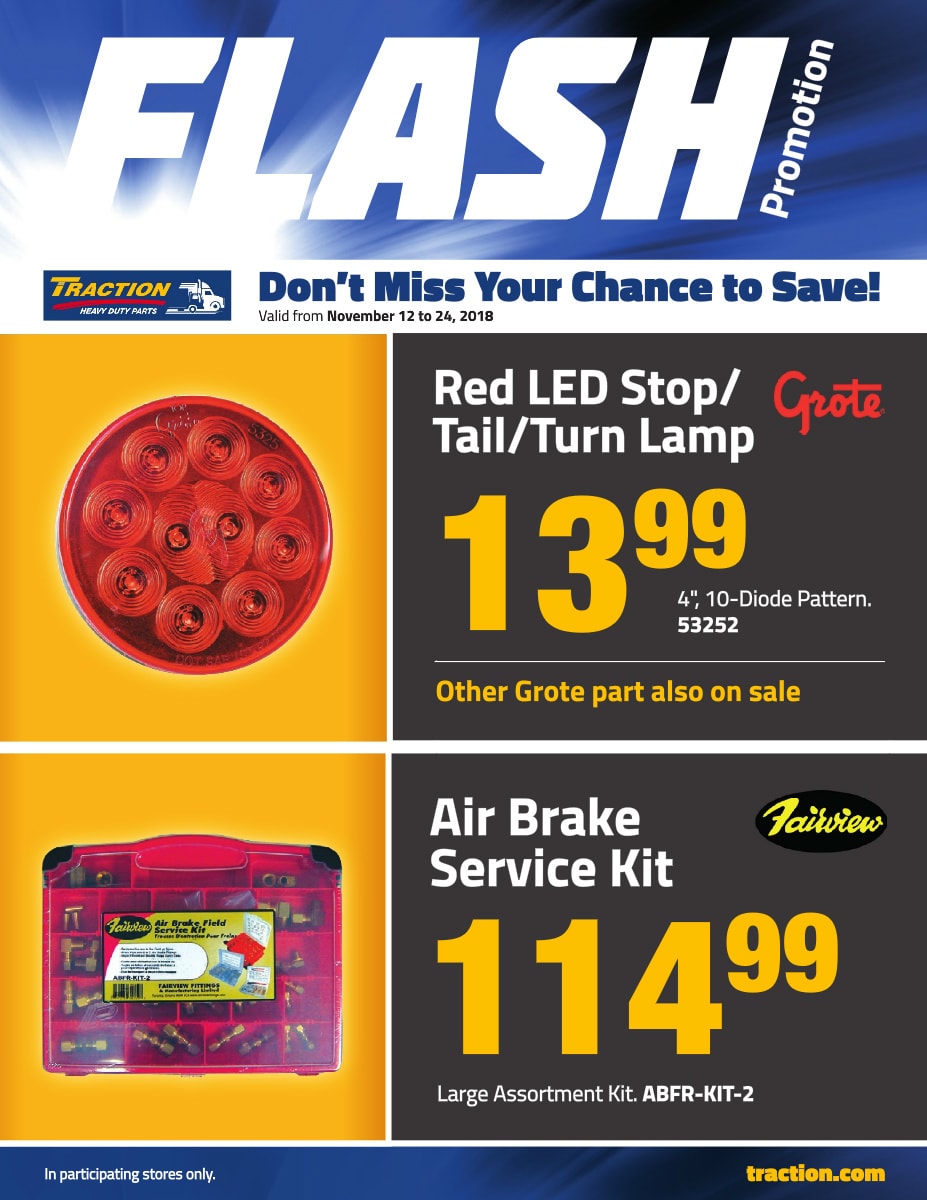 FLASH
Promotion
TRACTION
HEAVY DUTY PARTS
Don't Miss Your Chance to Save!
Valid from November 12 to 24, 2018
Red LED Stop/
Tail/Turn Lamp
Grote
13 99
4", 10-Diode Pattern.
53252
Other Grote part also on sale
Air Brake
Service Kit
Fairview
114 99
Large Assortment Kit. ABFR-KIT-2
Fairview
Air Brake Field
Service Kit
ABFR-KIT-2
FAIRVIEW FITTINGS
& Manufacturing Limited
In participating stores only.
traction.com